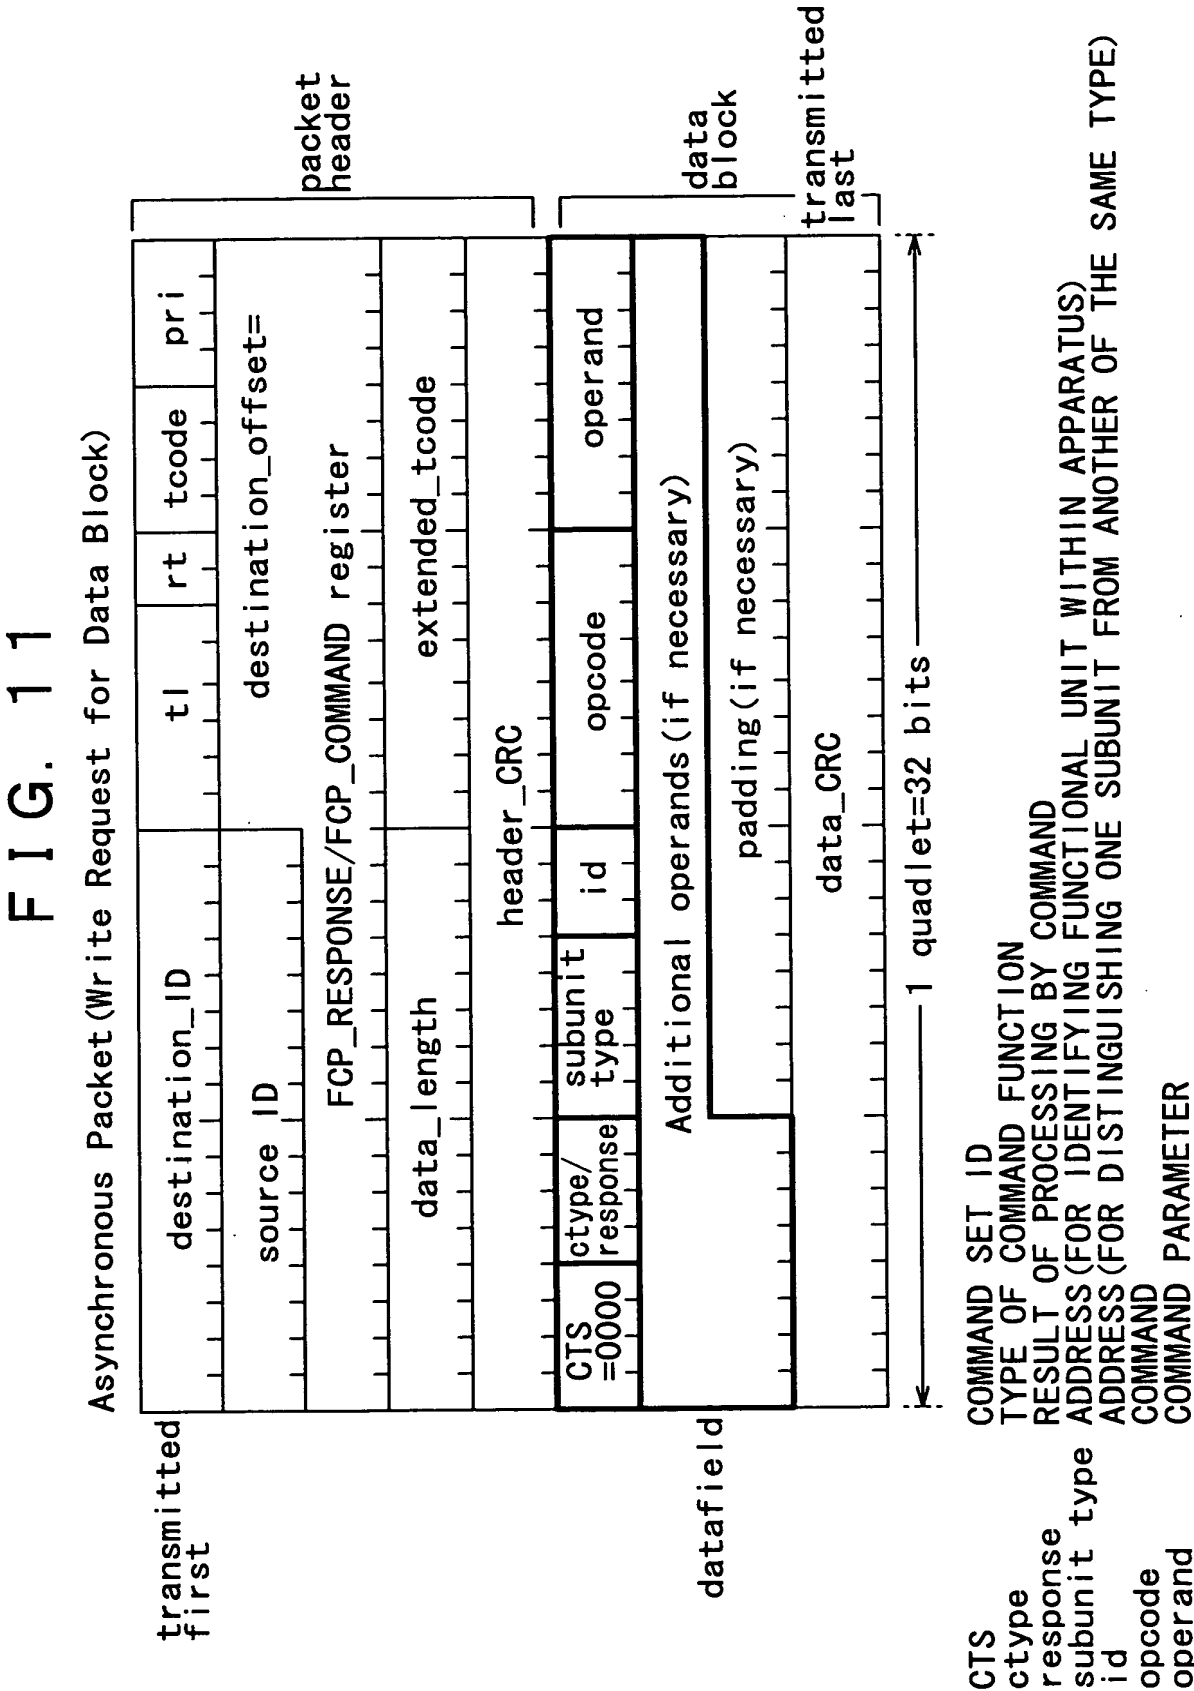 FIG. 11
Asynchronous Packet(Write Request for Data Block)
transmitted
first
destination_ID
tl
rt
tcode
pri
source ID
destination_offset=
FCP_RESPONSE/FCP_COMMAND register
data_length
extended_tcode
header_CRC
packet
header
CTS
=0000
ctype/
response
subunit
type
id
opcode
operand
Additional operands(if necessary)
padding(if necessary)
data_CRC
datafield
data
block
transmitted
last
1 quadlet=32 bits
CTS COMMAND SET ID
ctype TYPE OF COMMAND FUNCTION
response RESULT OF PROCESSING BY COMMAND
subunit type ADDRESS(FOR IDENTIFYING FUNCTIONAL UNIT WITHIN APPARATUS)
id ADDRESS(FOR DISTINGUISHING ONE SUBUNIT FROM ANOTHER OF THE SAME TYPE)
opcode COMMAND
operand COMMAND PARAMETER